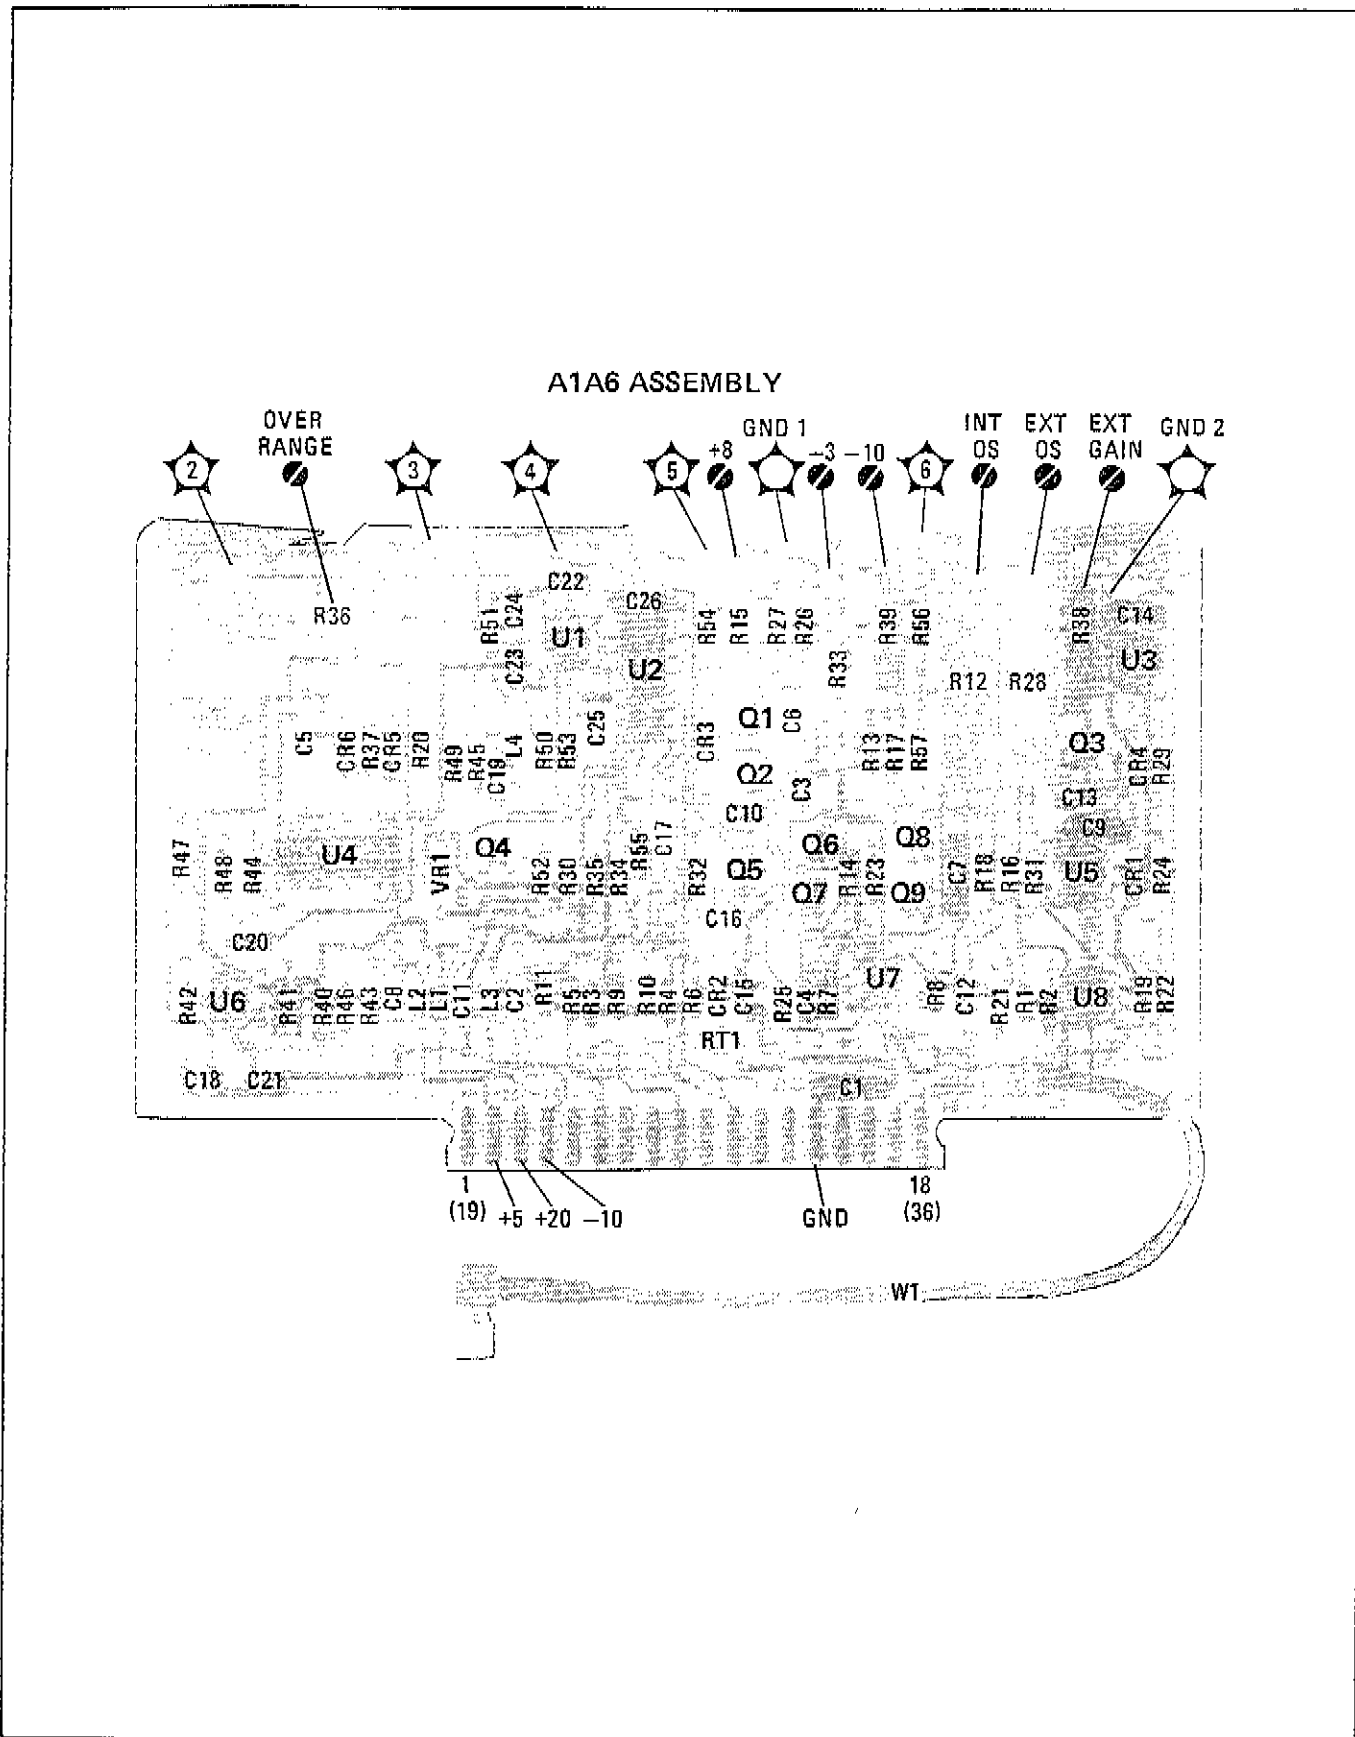 A1A6 ASSEMBLY
OVER RANGE
GND 1
INT OS
EXT OS
EXT GAIN
GND 2
2
3
4
5
+8
−3
−10
6
C22
C26
R36
R51
C24
U1
R54
R15
R27
R26
R39
R56
R38
C14
C23
U2
R33
R12
R28
U3
C5
CR6
R37
CR5
R20
R49
R45
C19
L4
R50
R53
C25
CR3
Q1
C6
R13
R17
R57
Q3
CR4
R29
Q2
C3
C13
C10
C9
R47
R48
R44
U4
VR1
Q4
R52
R30
R35
R34
R55
C17
R32
Q5
Q6
Q7
R14
R23
Q8
Q9
C7
R18
R16
R31
U5
CR1
R24
C16
C20
R42
U6
R41
R40
R46
R43
C8
L2
L1
C11
L3
C2
R11
R5
R3
R9
R10
R4
R6
CR2
C15
R25
C4
R7
U7
R8
C12
R21
R1
R2
U8
R19
R22
RT1
C18
C21
C1
1
(19)
+5
+20
−10
GND
18
(36)
W1